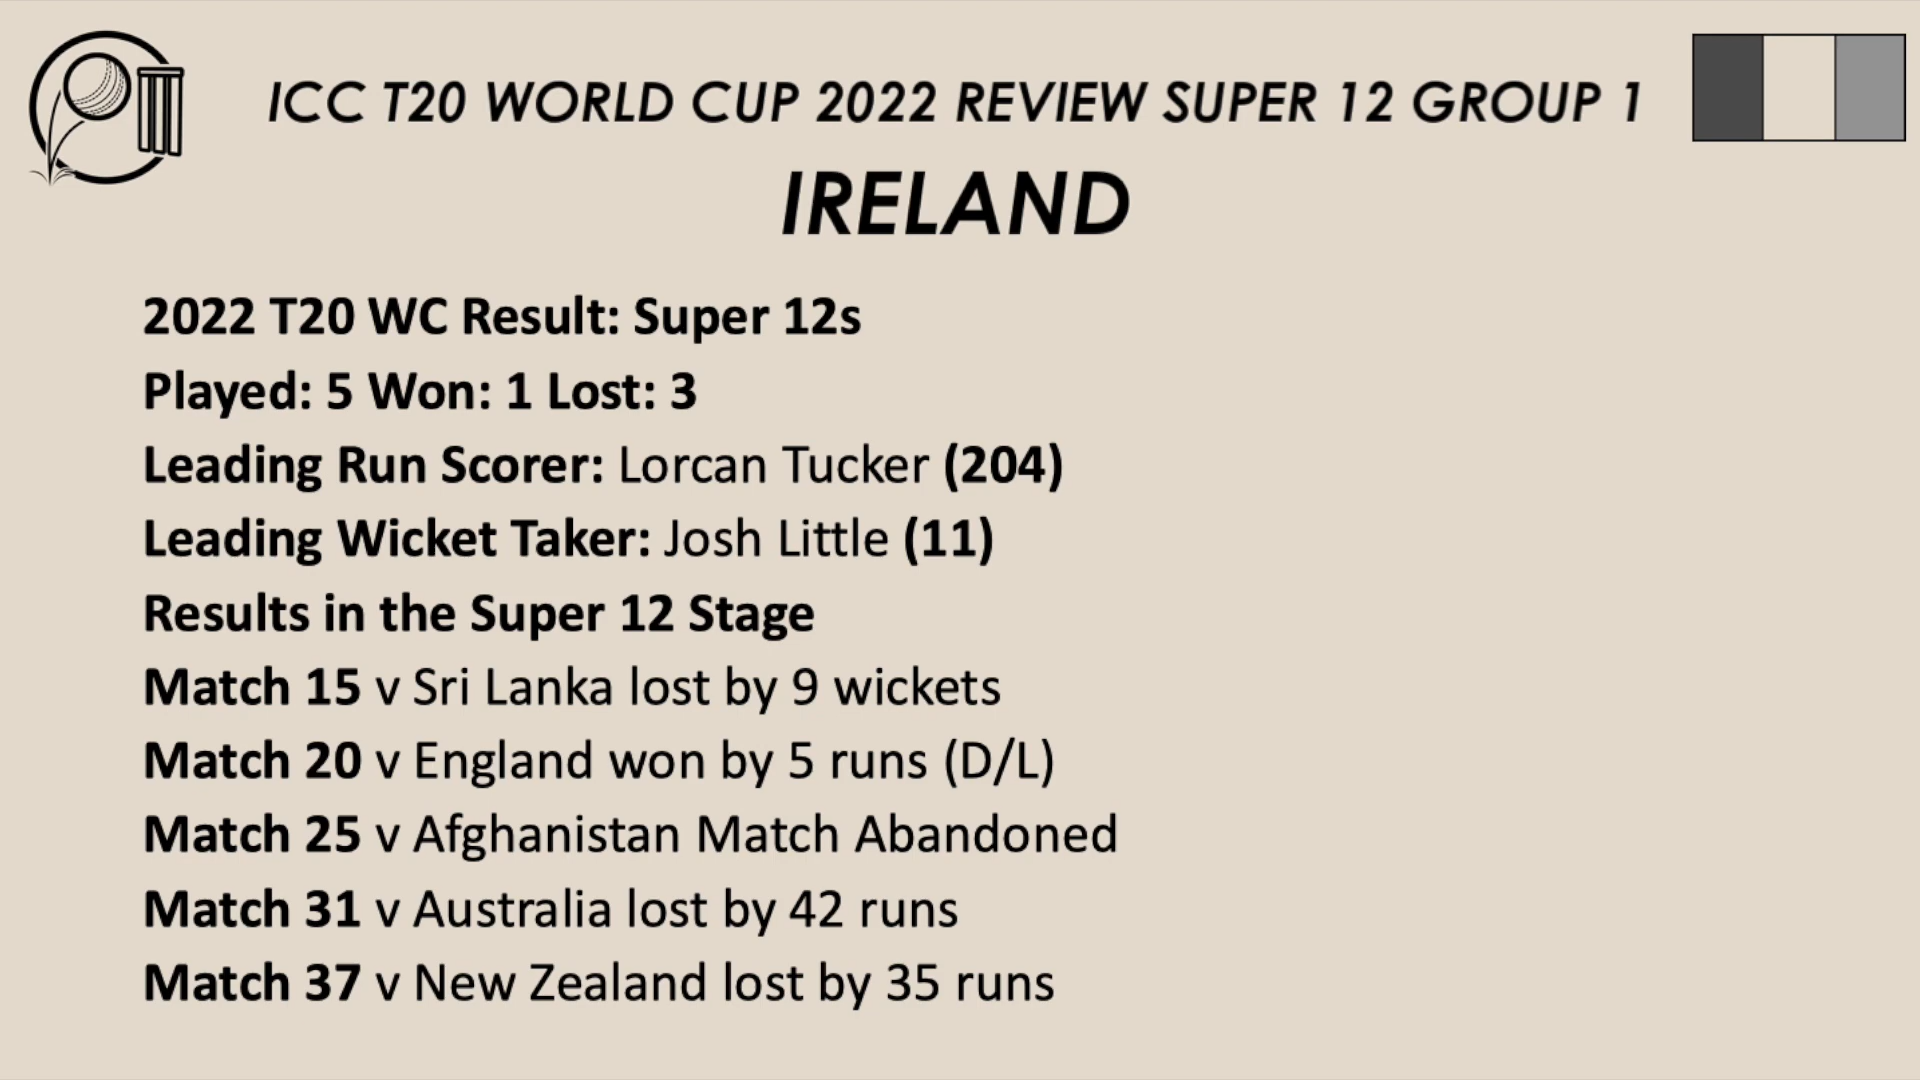 ICC T20 WORLD CUP 2022 REVIEW SUPER 12 GROUP 1
IRELAND
2022 T20 WC Result: Super 12s
Played: 5 Won: 1 Lost: 3
Leading Run Scorer: Lorcan Tucker (204)
Leading Wicket Taker: Josh Little (11)
Results in the Super 12 Stage
Match 15 v Sri Lanka lost by 9 wickets
Match 20 v England won by 5 runs (D/L)
Match 25 v Afghanistan Match Abandoned
Match 31 v Australia lost by 42 runs
Match 37 v New Zealand lost by 35 runs